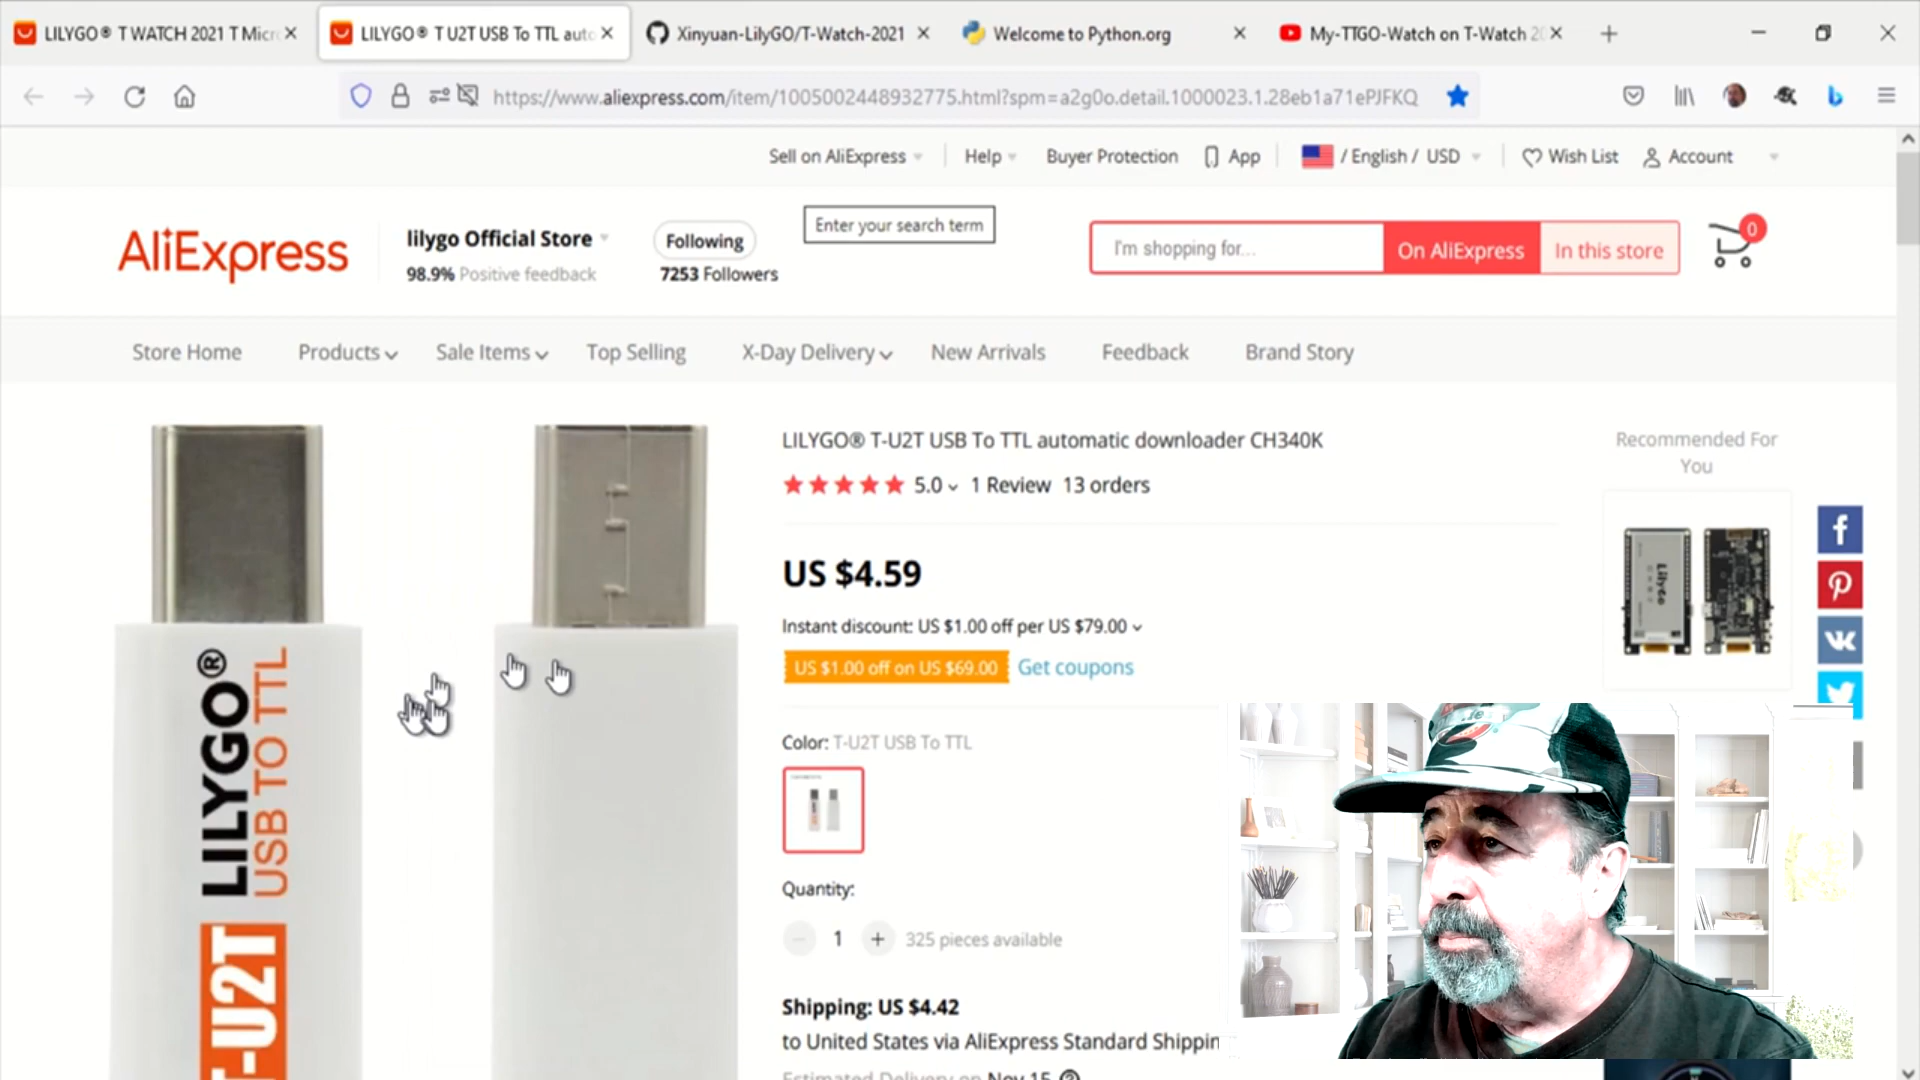 LILYGO® T WATCH 2021 T Micr
LILYGO® T U2T USB To TTL auto
Xinyuan-LilyGO/T-Watch-2021
Welcome to Python.org
My-TTGO-Watch on T-Watch 20
https://www.aliexpress.com/item/1005002448932775.html?spm=a2g0o.detail.1000023.1.28eb1a71ePJFKQ
Sell on AliExpress
Help
Buyer Protection
App
/ English / USD
Wish List
Account
AliExpress
lilygo Official Store
98.9% Positive feedback
Following
7253 Followers
Enter your search term
I'm shopping for...
On AliExpress
In this store
0
Store Home
Products
Sale Items
Top Selling
X-Day Delivery
New Arrivals
Feedback
Brand Story
LILYGO®
USB TO TTL
T-U2T
LILYGO® T-U2T USB To TTL automatic downloader CH340K
5.0
1 Review
13 orders
US $4.59
Instant discount: US $1.00 off per US $79.00
US $1.00 off on US $69.00
Get coupons
Color: T-U2T USB To TTL
Quantity:
1
325 pieces available
Shipping: US $4.42
to United States via AliExpress Standard Shippin
Estimated Delivery on Nov 15
Recommended For
You
LilyGo